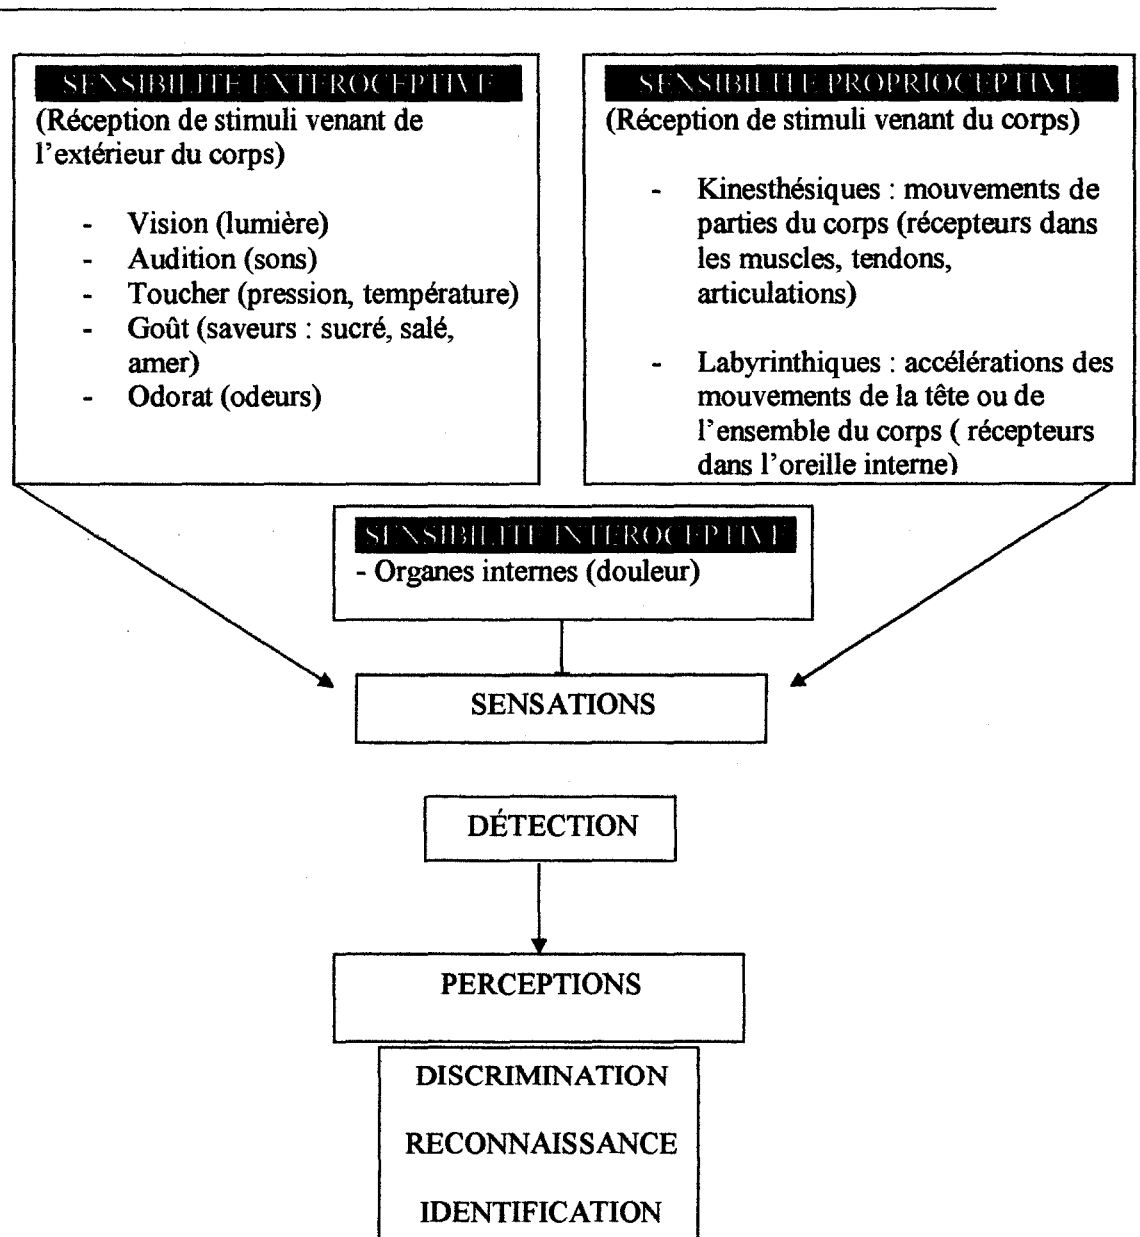 SENSIBILITE EXTEROCEPTIVE
(Réception de stimuli venant de
l’extérieur du corps)
- Vision (lumière)
- Audition (sons)
- Toucher (pression, température)
- Goût (saveurs : sucré, salé,
amer)
- Odorat (odeurs)
SENSIBILITE PROPRIOCEPTIVE
(Réception de stimuli venant du corps)
- Kinesthésiques : mouvements de
parties du corps (récepteurs dans
les muscles, tendons,
articulations)
- Labyrinthiques : accélérations des
mouvements de la tête ou de
l’ensemble du corps ( récepteurs
dans l’oreille interne)
SENSIBILITE INTEROCEPTIVE
- Organes internes (douleur)
SENSATIONS
DÉTECTION
PERCEPTIONS
DISCRIMINATION
RECONNAISSANCE
IDENTIFICATION